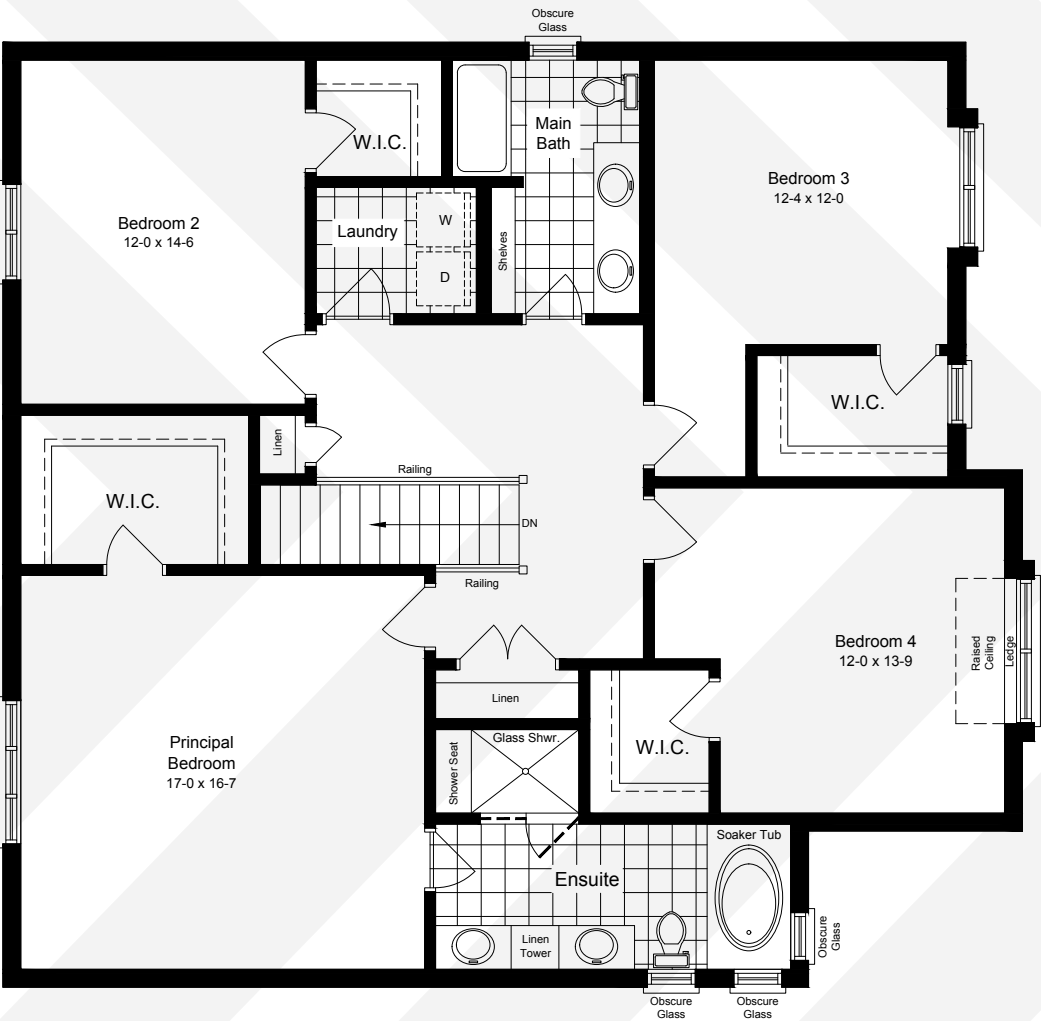 Obscure
Glass
Main
Bath
W.I.C.
Bedroom 3
12-4 x 12-0
Bedroom 2
12-0 x 14-6
Laundry
W
D
Shelves
W.I.C.
Linen
Railing
W.I.C.
DN
Railing
Bedroom 4
12-0 x 13-9
Raised
Ceiling
Ledge
Linen
Principal
Bedroom
17-0 x 16-7
Glass Shwr.
Shower Seat
W.I.C.
Soaker Tub
Ensuite
Linen
Tower
Obscure
Glass
Obscure
Glass
Obscure
Glass